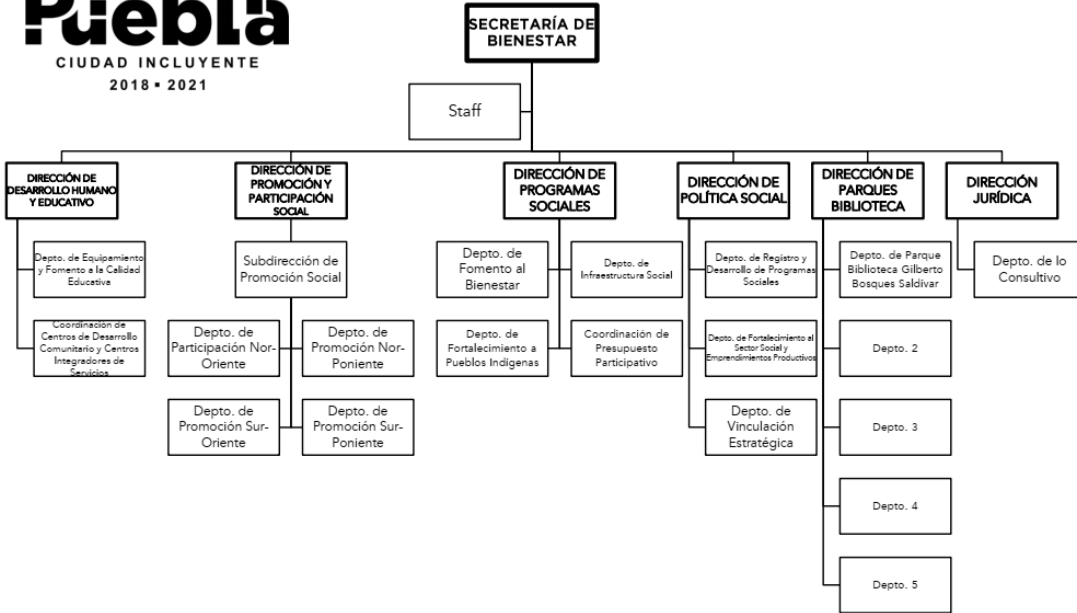 Puebla
CIUDAD INCLUYENTE
2018 ▪ 2021
SECRETARÍA DE
BIENESTAR
Staff
DIRECCIÓN DE
DESARROLLO HUMANO
Y EDUCATIVO
DIRECCIÓN DE
PROMOCIÓN Y
PARTICIPACIÓN
SOCIAL
DIRECCIÓN DE
PROGRAMAS
SOCIALES
DIRECCIÓN DE
POLÍTICA SOCIAL
DIRECCIÓN DE
PARQUES
BIBLIOTECA
DIRECCIÓN
JURÍDICA
Depto. de Equipamiento
y Fomento a la Calidad
Educativa
Subdirección de
Promoción Social
Depto. de
Fomento al
Bienestar
Depto. de
Infraestructura Social
Depto. de Registro y
Desarrollo de Programas
Sociales
Depto. de Parque
Biblioteca Gilberto
Bosques Saldívar
Depto. de lo
Consultivo
Coordinación de
Centros de Desarrollo
Comunitario y Centros
Integradores de
Servicios
Depto. de
Participación Nor-
Oriente
Depto. de
Promoción Nor-
Poniente
Depto. de
Fortalecimiento a
Pueblos Indígenas
Coordinación de
Presupuesto
Participativo
Depto. de Fortalecimiento al
Sector Social y
Emprendimientos Productivos
Depto. 2
Depto. de
Promoción Sur-
Oriente
Depto. de
Promoción Sur-
Poniente
Depto. de
Vinculación
Estratégica
Depto. 3
Depto. 4
Depto. 5